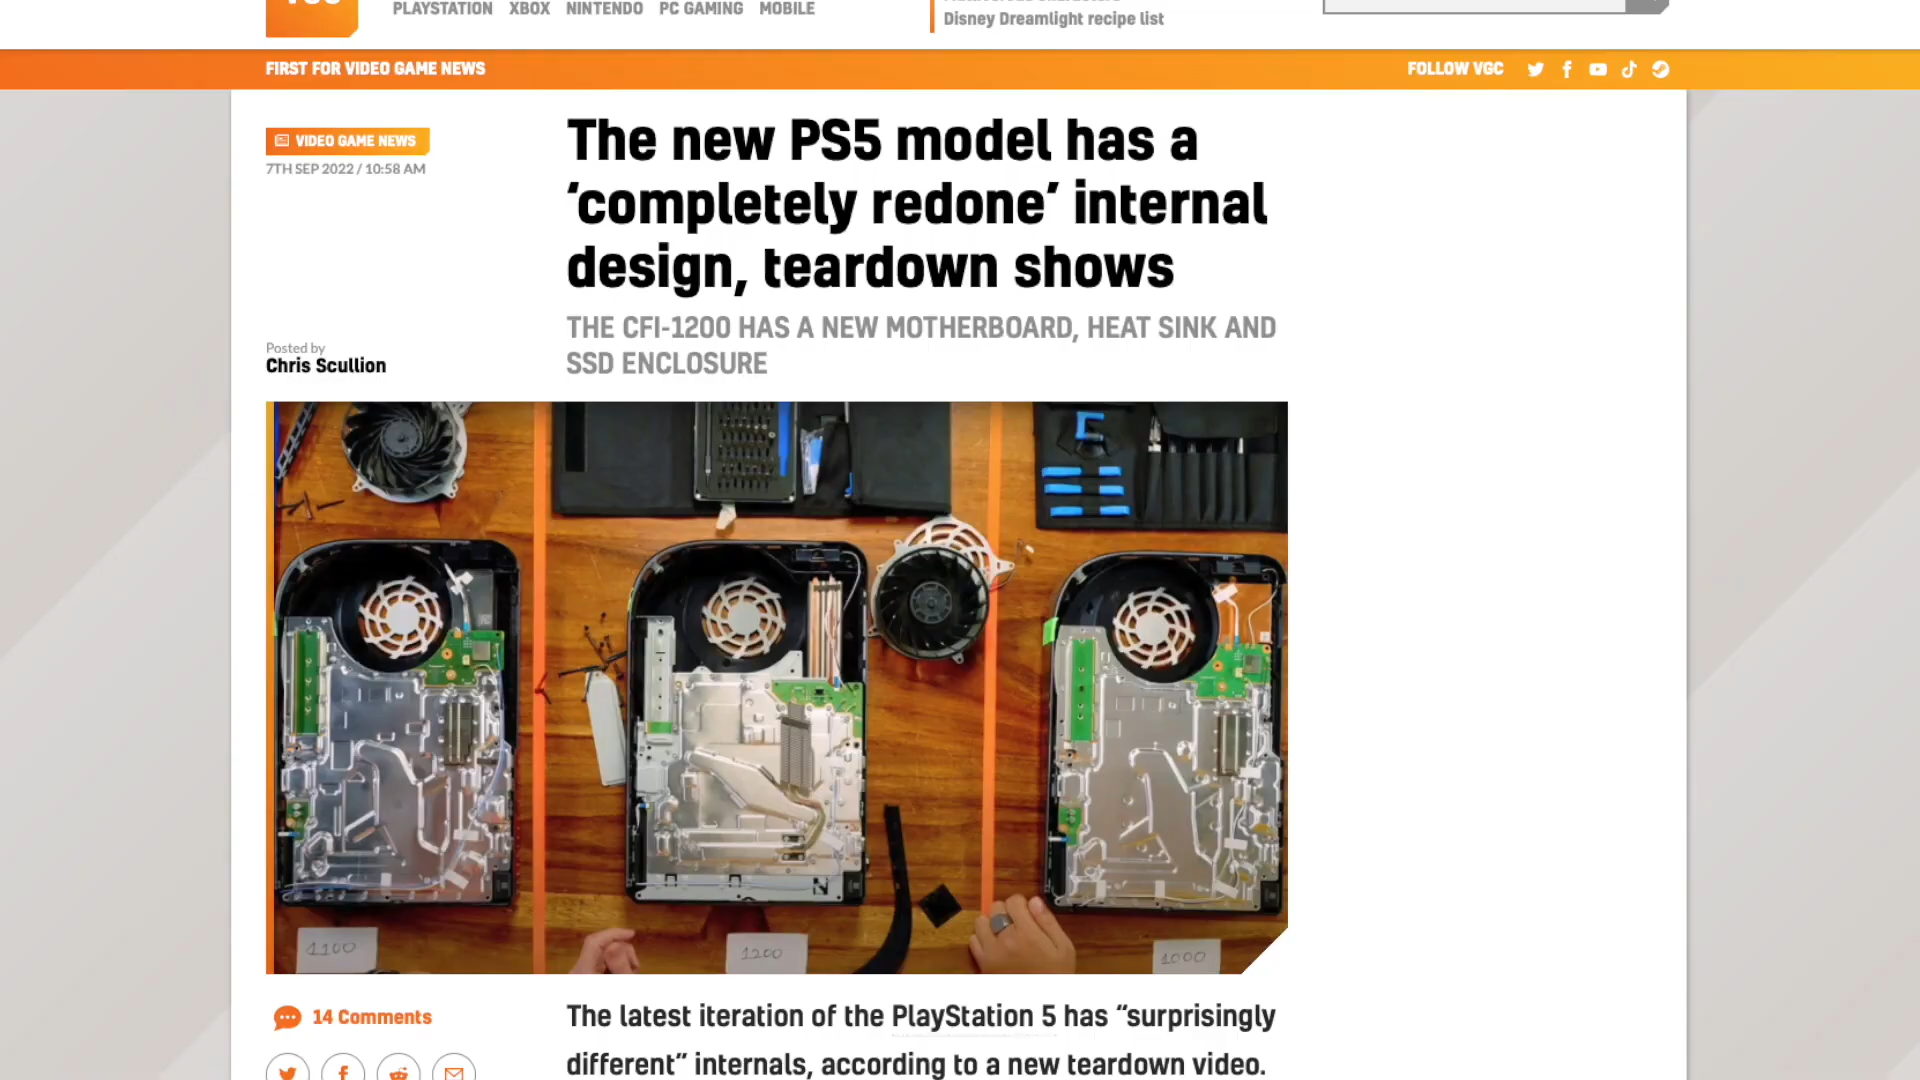 PLAYSTATION XBOX NINTENDO PC GAMING MOBILE
Disney Dreamlight recipe list
FIRST FOR VIDEO GAME NEWS
FOLLOW VGC
VIDEO GAME NEWS
7TH SEP 2022 / 10:58 AM
The new PS5 model has a
‘completely redone’ internal
design, teardown shows
THE CFI-1200 HAS A NEW MOTHERBOARD, HEAT SINK AND
SSD ENCLOSURE
Posted by
Chris Scullion
1100
1200
1000
14 Comments
The latest iteration of the PlayStation 5 has “surprisingly
different” internals, according to a new teardown video.